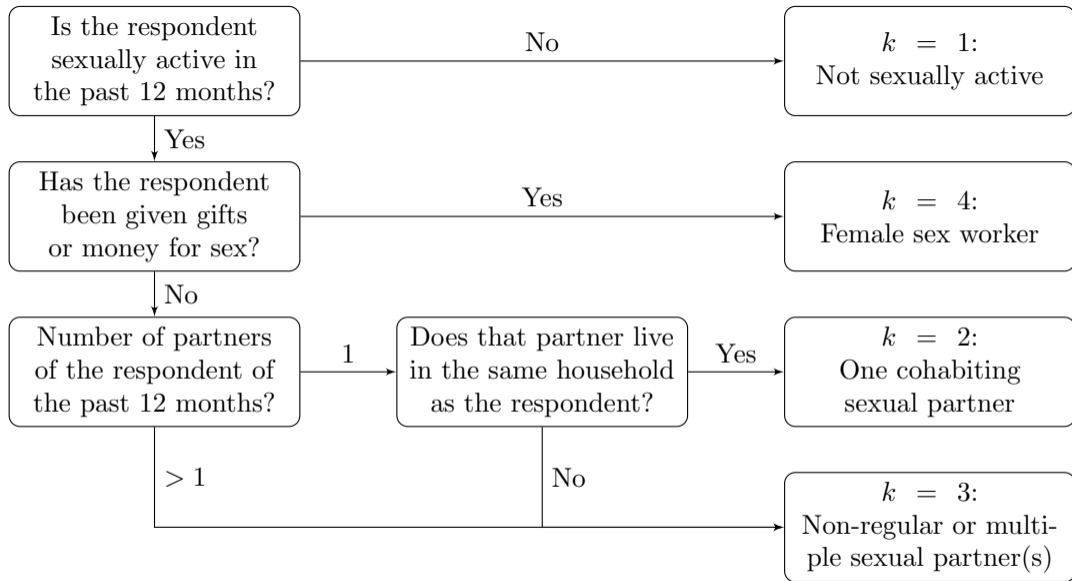 Is the respondent
sexually active in
the past 12 months?
No
k = 1:
Not sexually active
Yes
Has the respondent
been given gifts
or money for sex?
Yes
k = 4:
Female sex worker
No
Number of partners
of the respondent of
the past 12 months?
1
Does that partner live
in the same household
as the respondent?
Yes
k = 2:
One cohabiting
sexual partner
> 1
No
k = 3:
Non-regular or multi-
ple sexual partner(s)